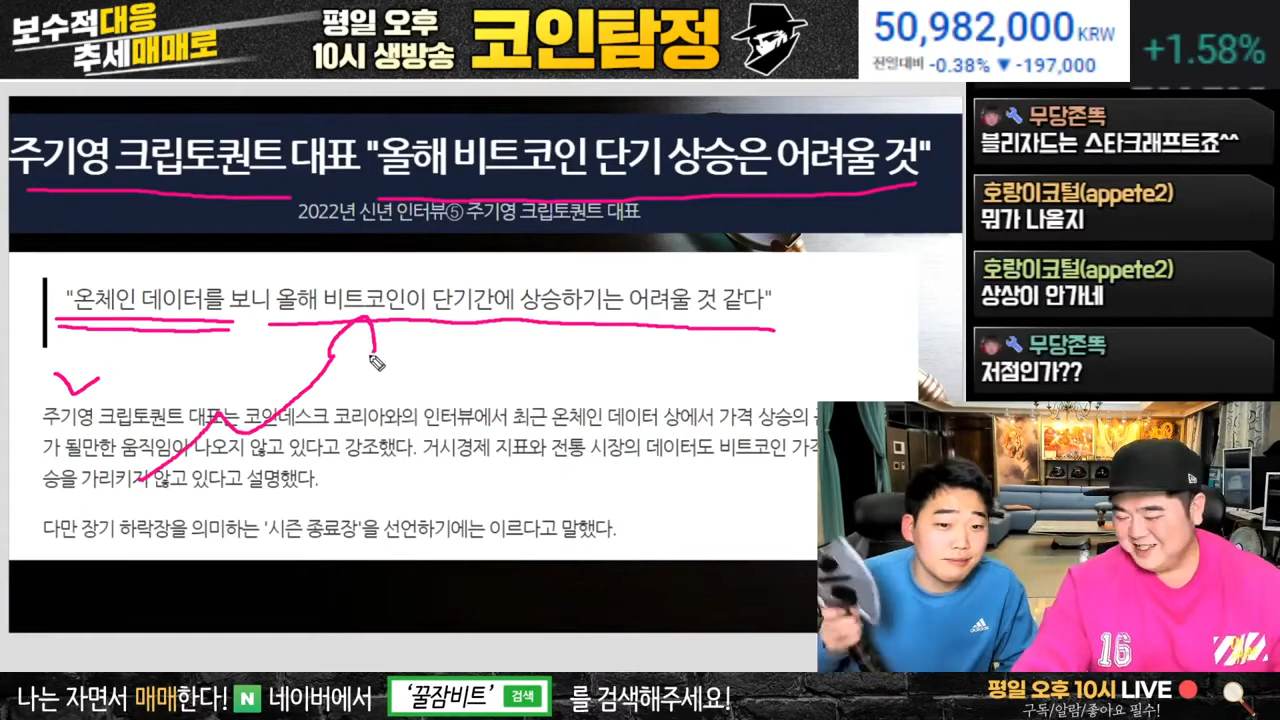 보수적대응
추세매매로
평일 오후
10시 생방송
코인탐정
50,982,000 KRW
전일대비 -0.38% ▼ -197,000
+1.58%
주기영 크립토퀀트 대표 "올해 비트코인 단기 상승은 어려울 것"
2022년 신년 인터뷰⑤ 주기영 크립토퀀트 대표
"온체인 데이터를 보니 올해 비트코인이 단기간에 상승하기는 어려울 것 같다"
주기영 크립토퀀트 대표는 코인데스크 코리아와의 인터뷰에서 최근 온체인 데이터 상에서 가격 상승의
가 될만한 움직임이 나오지 않고 있다고 강조했다. 거시경제 지표와 전통 시장의 데이터도 비트코인
승을 가리키지 않고 있다고 설명했다.
다만 장기 하락장을 의미하는 '시즌 종료장'을 선언하기에는 이르다고 말했다.
무당존똑
블리자드는 스타크래프트죠^^
호랑이코털(appete2)
뭐가 나올지
호랑이코털(appete2)
상상이 안가네
무당존똑
저점인가??
adidas
16
나는 자면서 매매한다! N 네이버에서 '꿀잠비트' 검색 를 검색해주세요!
평일 오후 10시 LIVE
구독/알람/좋아요 필수!